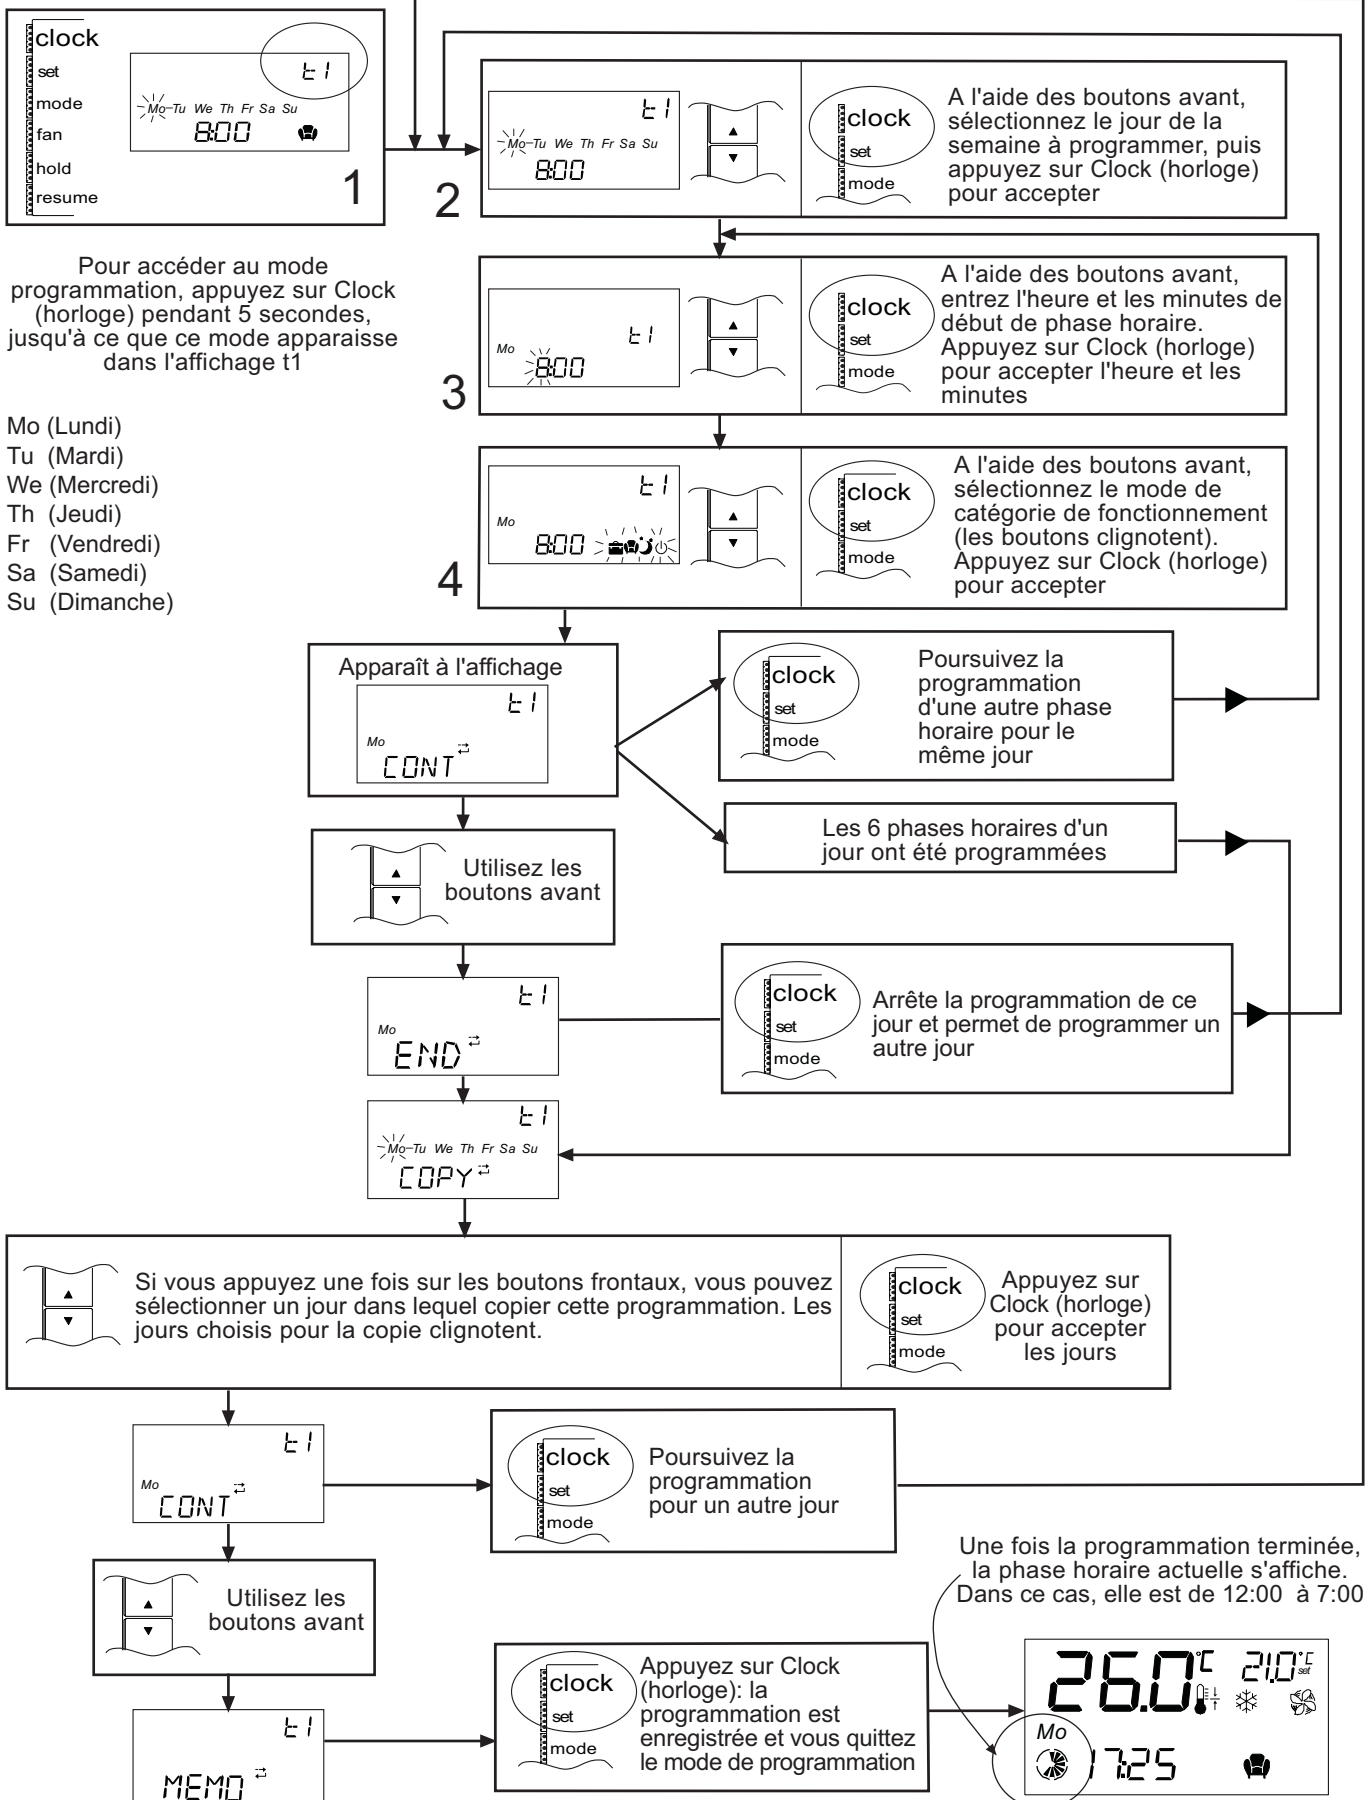 clock
set
mode
fan
hold
resume
t1
Mo-Tu We Th Fr Sa Su
8:00
1
Pour accéder au mode
programmation, appuyez sur Clock
(horloge) pendant 5 secondes,
jusqu'à ce que ce mode apparaisse
dans l'affichage t1
Mo (Lundi)
Tu (Mardi)
We (Mercredi)
Th (Jeudi)
Fr (Vendredi)
Sa (Samedi)
Su (Dimanche)
2
t1
Mo-Tu We Th Fr Sa Su
8:00
clock
set
mode
A l'aide des boutons avant,
sélectionnez le jour de la
semaine à programmer, puis
appuyez sur Clock (horloge)
pour accepter
3
t1
Mo
8:00
clock
set
mode
A l'aide des boutons avant,
entrez l'heure et les minutes de
début de phase horaire.
Appuyez sur Clock (horloge)
pour accepter l'heure et les
minutes
4
t1
Mo
8:00
clock
set
mode
A l'aide des boutons avant,
sélectionnez le mode de
catégorie de fonctionnement
(les boutons clignotent).
Appuyez sur Clock (horloge)
pour accepter
Apparaît à l'affichage
t1
Mo
CONT
clock
set
mode
Poursuivez la
programmation
d'une autre phase
horaire pour le
même jour
Les 6 phases horaires d'un
jour ont été programmées
Utilisez les
boutons avant
t1
Mo
END
clock
set
mode
Arrête la programmation de ce
jour et permet de programmer un
autre jour
t1
Mo-Tu We Th Fr Sa Su
COPY
Si vous appuyez une fois sur les boutons frontaux, vous pouvez
sélectionner un jour dans lequel copier cette programmation. Les
jours choisis pour la copie clignotent.
clock
set
mode
Appuyez sur
Clock (horloge)
pour accepter
les jours
t1
Mo
CONT
clock
set
mode
Poursuivez la
programmation
pour un autre jour
Utilisez les
boutons avant
t1
MEMO
clock
set
mode
Appuyez sur Clock
(horloge): la
programmation est
enregistrée et vous quittez
le mode de programmation
Une fois la programmation terminée,
la phase horaire actuelle s'affiche.
Dans ce cas, elle est de 12:00 à 7:00
26.0°C
21.0°C
set
Mo
17:25